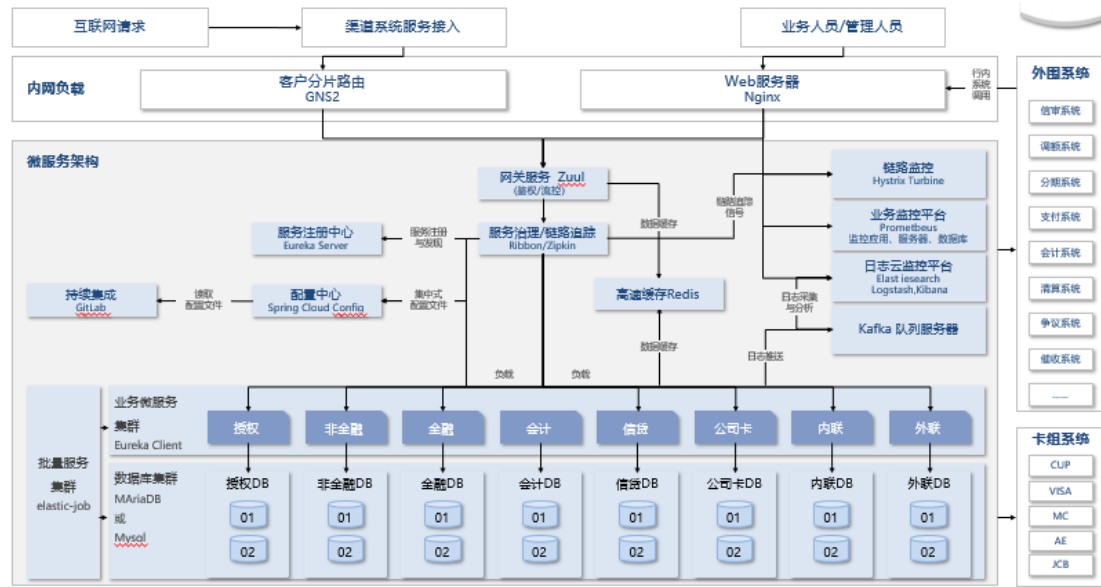 互联网请求
渠道系统服务接入
业务人员/管理人员
内网负载
客户分片路由
GNS2
Web服务器
Nginx
行内
系统
调用
外围系统
信审系统
调额系统
分期系统
支付系统
会计系统
清算系统
争议系统
催收系统
......
微服务架构
网关服务 Zuul
(鉴权/流控)
链路监控
Hystrix Turbine
链路追踪
信号
数据缓存
服务注册中心
Eureka Server
服务注册
与发现
服务治理/链路追踪
Ribbon/Zipkin
业务监控平台
Prometbeus
监控应用、服务器、数据库
日志云监控平台
Elast iesearch
Logstash,Kibana
持续集成
GitLab
读取
配置文件
配置中心
Spring Cloud Config
集中式
配置文件
高速缓存Redis
日志采集
与分析
Kafka 队列服务器
数据缓存
日志推送
负载
负载
批量服务
集群
elastic-job
业务微服务
集群
Eureka Client
授权
非金融
金融
会计
信贷
公司卡
内联
外联
数据库集群
MAriaDB
或
Mysql
授权DB
非金融DB
金融DB
会计DB
信贷DB
公司卡DB
内联DB
外联DB
01
01
01
01
01
01
01
01
02
02
02
02
02
02
02
02
卡组系统
CUP
VISA
MC
AE
JCB